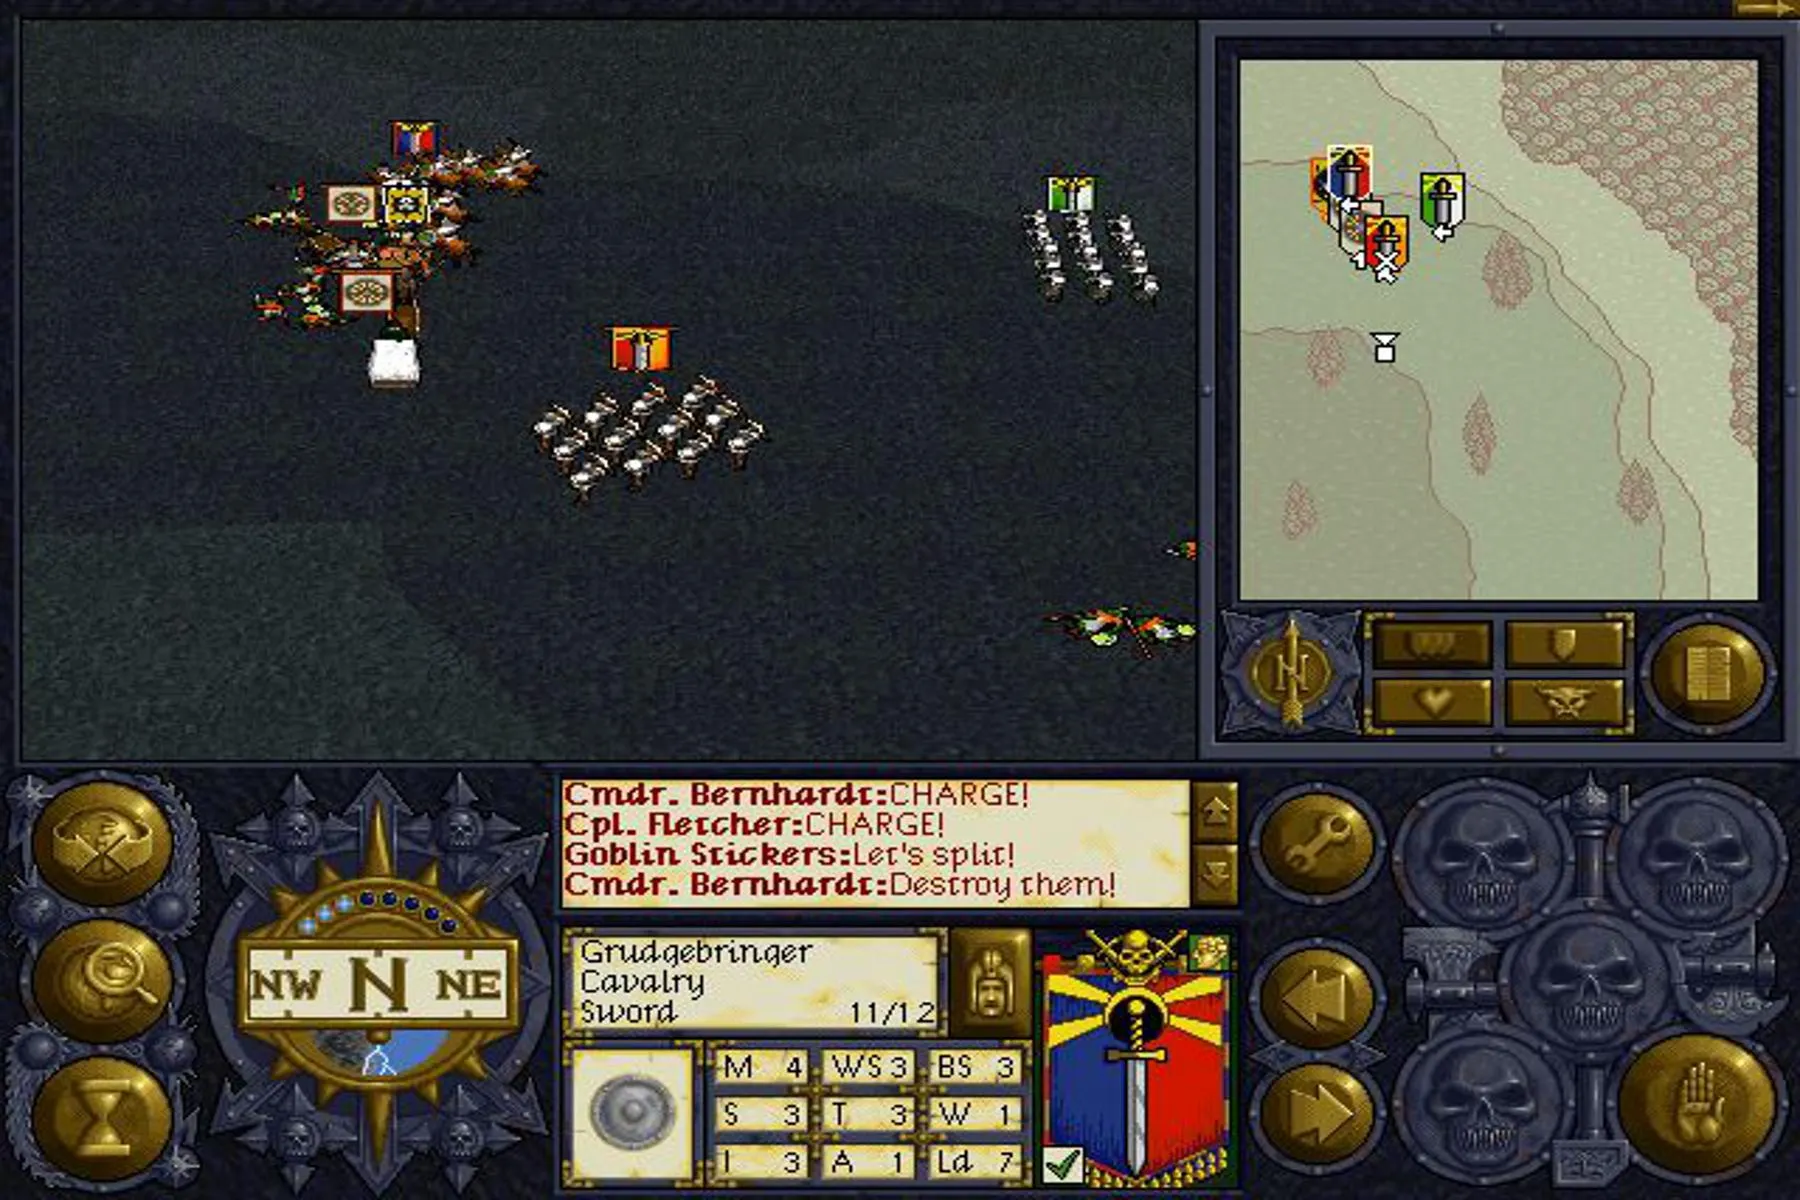 N
Cmdr. Bernhardt:CHARGE!
Cpl. Fletcher:CHARGE!
Goblin Stickers:Let's split!
Cmdr. Bernhardt:Destroy them!
NW N NE
Grudgebringer
Cavalry
Sword 11/12
M 4 WS 3 BS 3
S 3 T 3 W 1
I 3 A 1 Ld 7